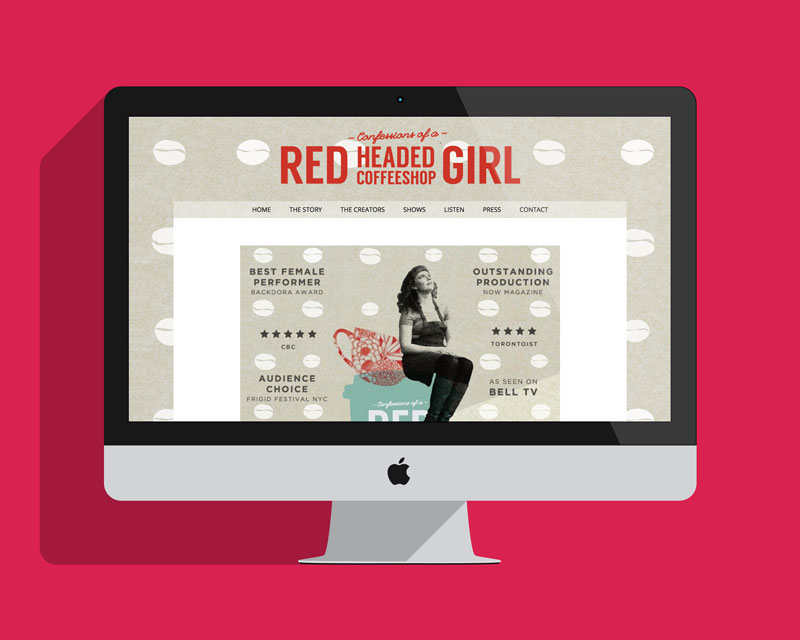 – Confessions of a –
RED HEADED COFFEESHOP GIRL
HOME THE STORY THE CREATORS SHOWS LISTEN PRESS CONTACT
BEST FEMALE
PERFORMER
BACKDORA AWARD
★★★★★
CBC
AUDIENCE
CHOICE
FRIGID FESTIVAL NYC
OUTSTANDING
PRODUCTION
NOW MAGAZINE
★★★★
TORONTOIST
AS SEEN ON
BELL TV
– Confessions of a –
RED